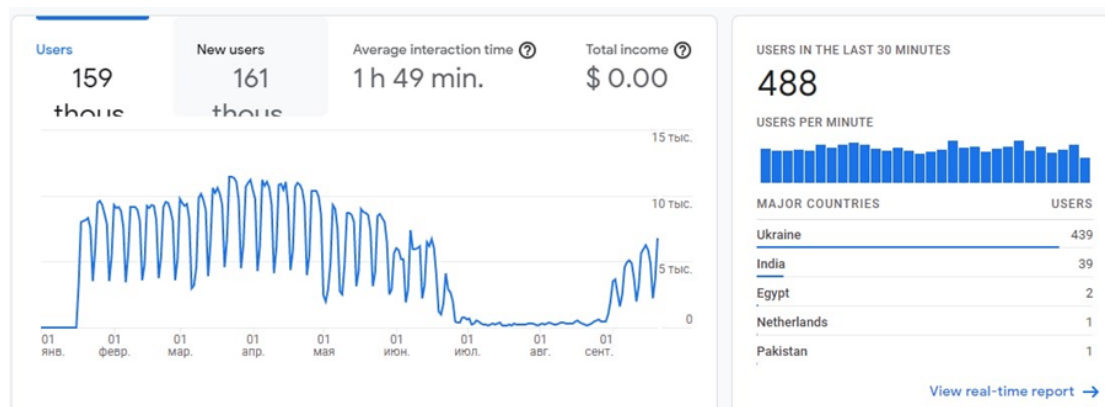 Users
159
thous
New users
161
thous
Average interaction time ?
1 h 49 min.
Total income ?
$ 0.00
15 тыс.
10 тыс.
5 тыс.
0
01
янв.
01
февр.
01
мар.
01
апр.
01
мая
01
июн.
01
июл.
01
авг.
01
сент.
USERS IN THE LAST 30 MINUTES
488
USERS PER MINUTE
MAJOR COUNTRIES USERS
Ukraine 439
India 39
Egypt 2
Netherlands 1
Pakistan 1
View real-time report →